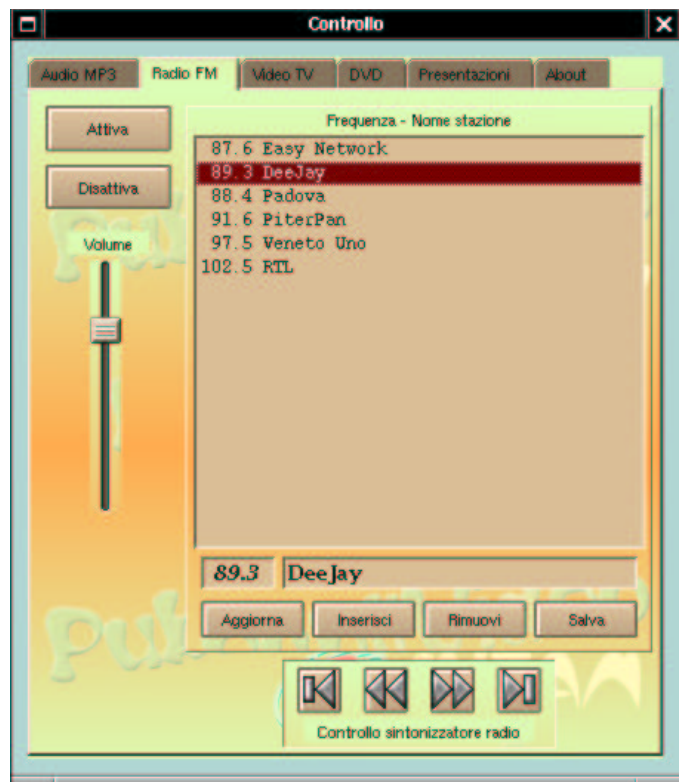 Controllo
Audio MP3 Radio FM Video TV DVD Presentazioni About
Attiva
Disattiva
Volume
Frequenza - Nome stazione
87.6 Easy Network
89.3 DeeJay
88.4 Padova
91.6 PiterPan
97.5 Veneto Uno
102.5 RTL
89.3 DeeJay
Aggiorna Inserisci Rimuovi Salva
Controllo sintonizzatore radio